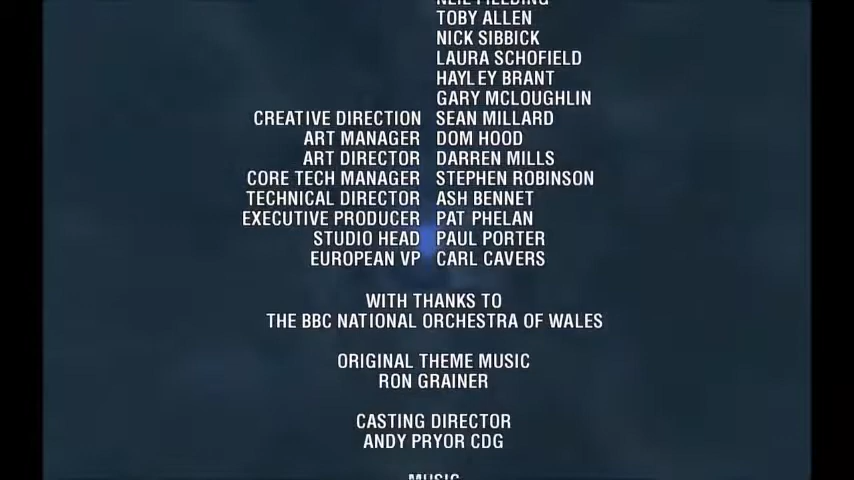 NEIL FIELDING
TOBY ALLEN
NICK SIBBICK
LAURA SCHOFIELD
HAYLEY BRANT
GARY MCLOUGHLIN
CREATIVE DIRECTION SEAN MILLARD
ART MANAGER DOM HOOD
ART DIRECTOR DARREN MILLS
CORE TECH MANAGER STEPHEN ROBINSON
TECHNICAL DIRECTOR ASH BENNET
EXECUTIVE PRODUCER PAT PHELAN
STUDIO HEAD PAUL PORTER
EUROPEAN VP CARL CAVERS
WITH THANKS TO
THE BBC NATIONAL ORCHESTRA OF WALES
ORIGINAL THEME MUSIC
RON GRAINER
CASTING DIRECTOR
ANDY PRYOR CDG
MUSIC